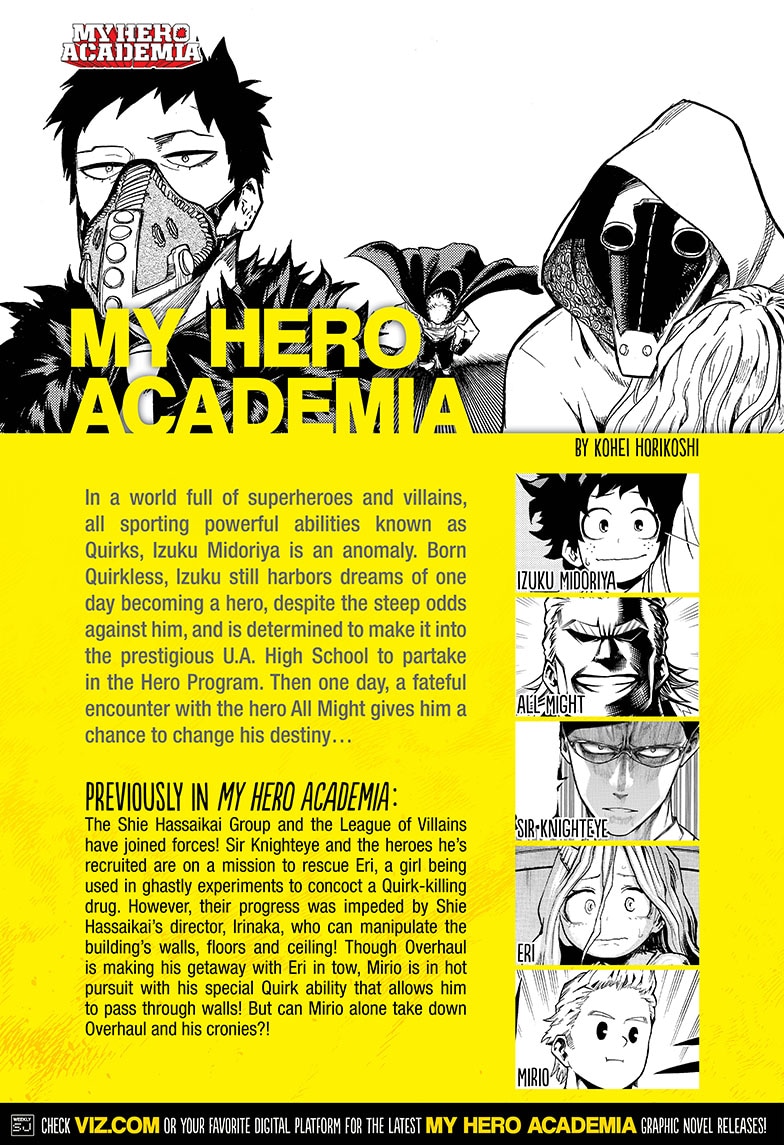 MY HERO
ACADEMIA
MY HERO
ACADEMIA
BY KOHEI HORIKOSHI
In a world full of superheroes and villains,
all sporting powerful abilities known as
Quirks, Izuku Midoriya is an anomaly. Born
Quirkless, Izuku still harbors dreams of one
day becoming a hero, despite the steep odds
against him, and is determined to make it into
the prestigious U.A. High School to partake
in the Hero Program. Then one day, a fateful
encounter with the hero All Might gives him a
chance to change his destiny…
PREVIOUSLY IN MY HERO ACADEMIA:
The Shie Hassaikai Group and the League of Villains
have joined forces! Sir Knighteye and the heroes he's
recruited are on a mission to rescue Eri, a girl being
used in ghastly experiments to concoct a Quirk-killing
drug. However, their progress was impeded by Shie
Hassaikai's director, Irinaka, who can manipulate the
building's walls, floors and ceiling! Though Overhaul
is making his getaway with Eri in tow, Mirio is in hot
pursuit with his special Quirk ability that allows him
to pass through walls! But can Mirio alone take down
Overhaul and his cronies?!
IZUKU MIDORIYA
ALL MIGHT
SIR KNIGHTEYE
ERI
MIRIO
WEEKLY
SJ
CHECK VIZ.COM OR YOUR FAVORITE DIGITAL PLATFORM FOR THE LATEST MY HERO ACADEMIA GRAPHIC NOVEL RELEASES!